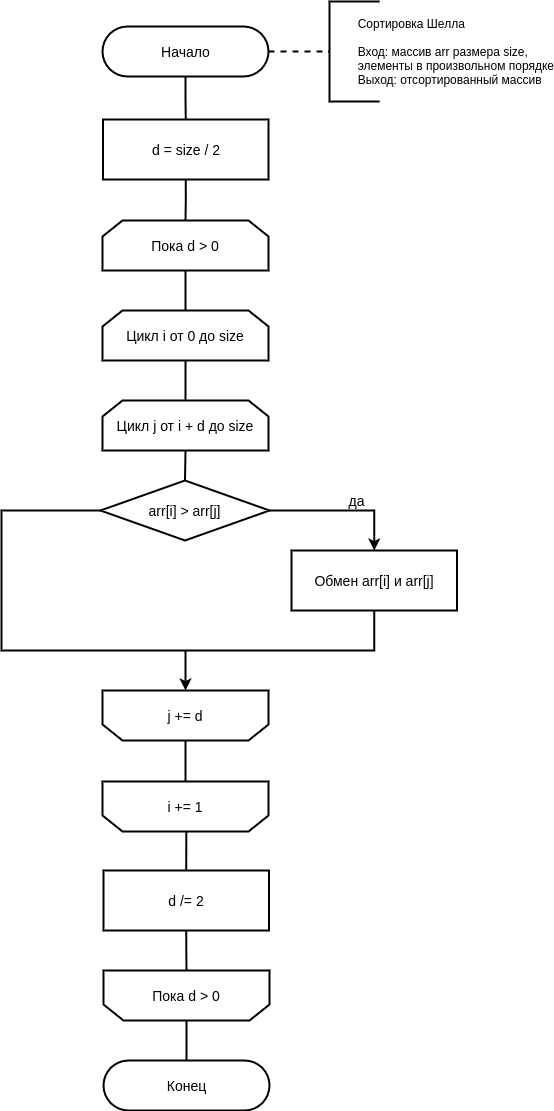 Начало
Сортировка Шелла
Вход: массив arr размера size,
элементы в произвольном порядке
Выход: отсортированный массив
d = size / 2
Пока d > 0
Цикл i от 0 до size
Цикл j от i + d до size
arr[i] > arr[j]
да
Обмен arr[i] и arr[j]
j += d
i += 1
d /= 2
Пока d > 0
Конец